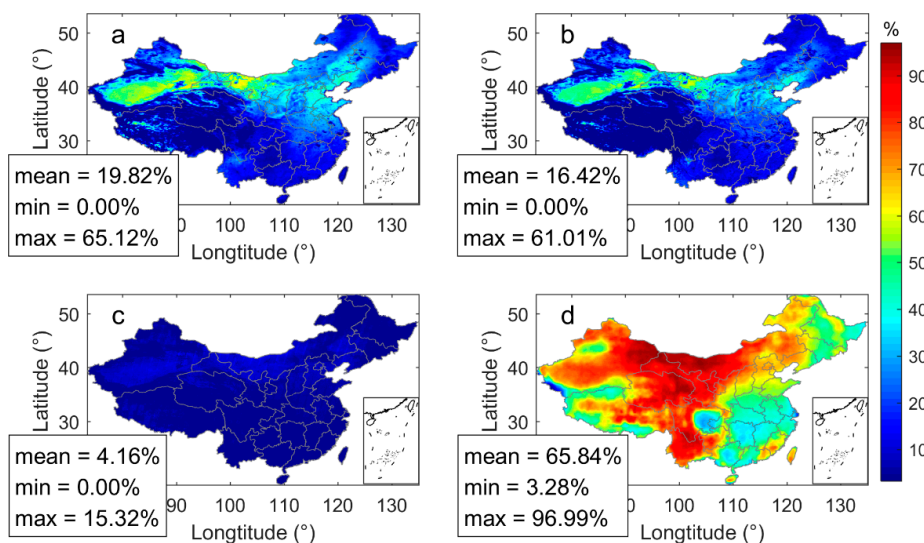 %
a
b
Latitude (°)
50
40
30
mean = 19.82%
min = 0.00%
max = 65.12%
90
100
110
120
130
Longtitude (°)
Latitude (°)
50
40
30
mean = 16.42%
min = 0.00%
max = 61.01%
90
100
110
120
130
Longtitude (°)
c
d
Latitude (°)
50
40
30
mean = 4.16%
min = 0.00%
max = 15.32%
90
100
110
120
130
Longtitude (°)
Latitude (°)
50
40
30
mean = 65.84%
min = 3.28%
max = 96.99%
90
100
110
120
130
Longtitude (°)
90
80
70
60
50
40
30
20
10